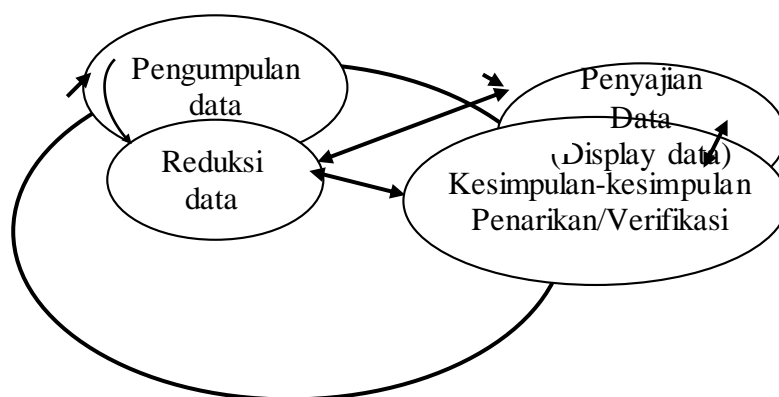 Pengumpulan
data
Reduksi
data
Penyajian
Data
(Display data)
Kesimpulan-kesimpulan
Penarikan/Verifikasi